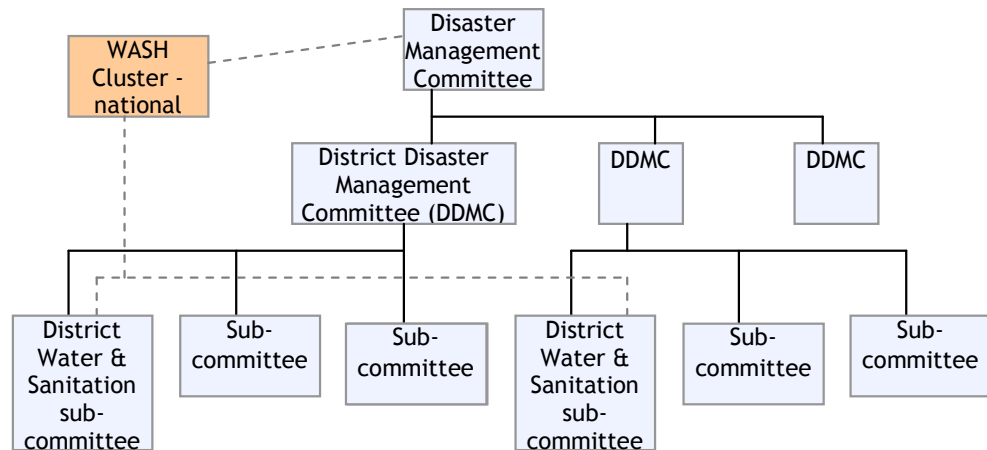 WASH
Cluster -
national
Disaster
Management
Committee
District Disaster
Management
Committee (DDMC)
DDMC
DDMC
District
Water &
Sanitation
sub-
committee
Sub-
committee
Sub-
committee
District
Water &
Sanitation
sub-
committee
Sub-
committee
Sub-
committee